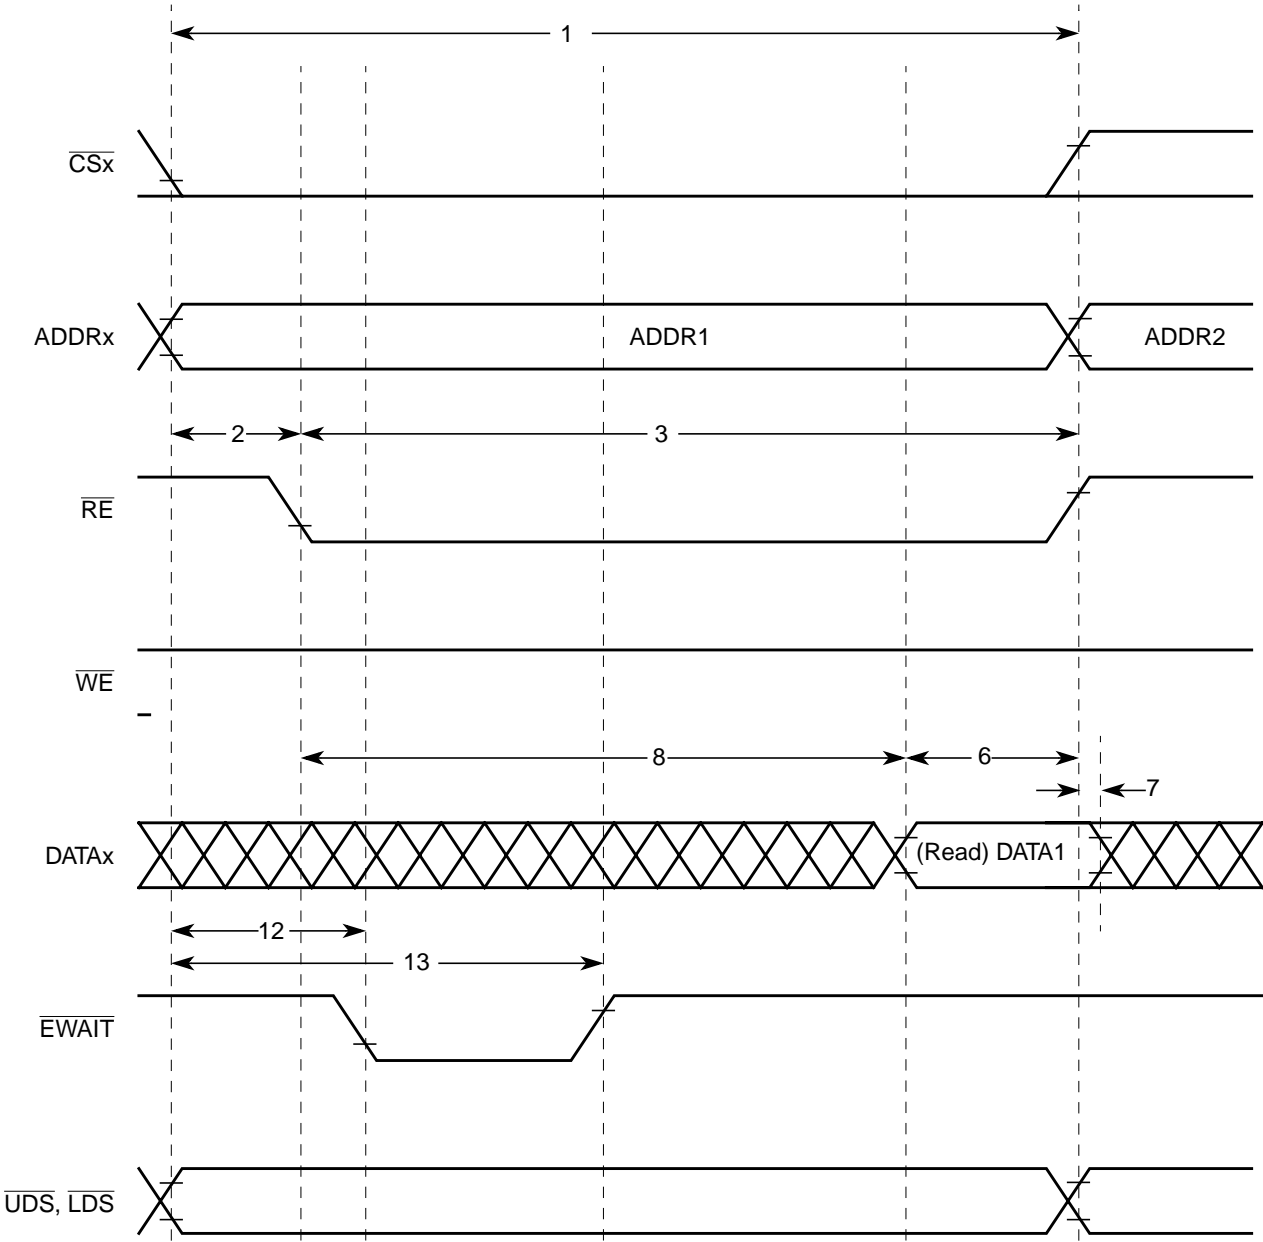 1
CSx
ADDRx
ADDR1
ADDR2
2
3
RE
WE
8
6
7
DATAx
(Read) DATA1
12
13
EWAIT
UDS, LDS